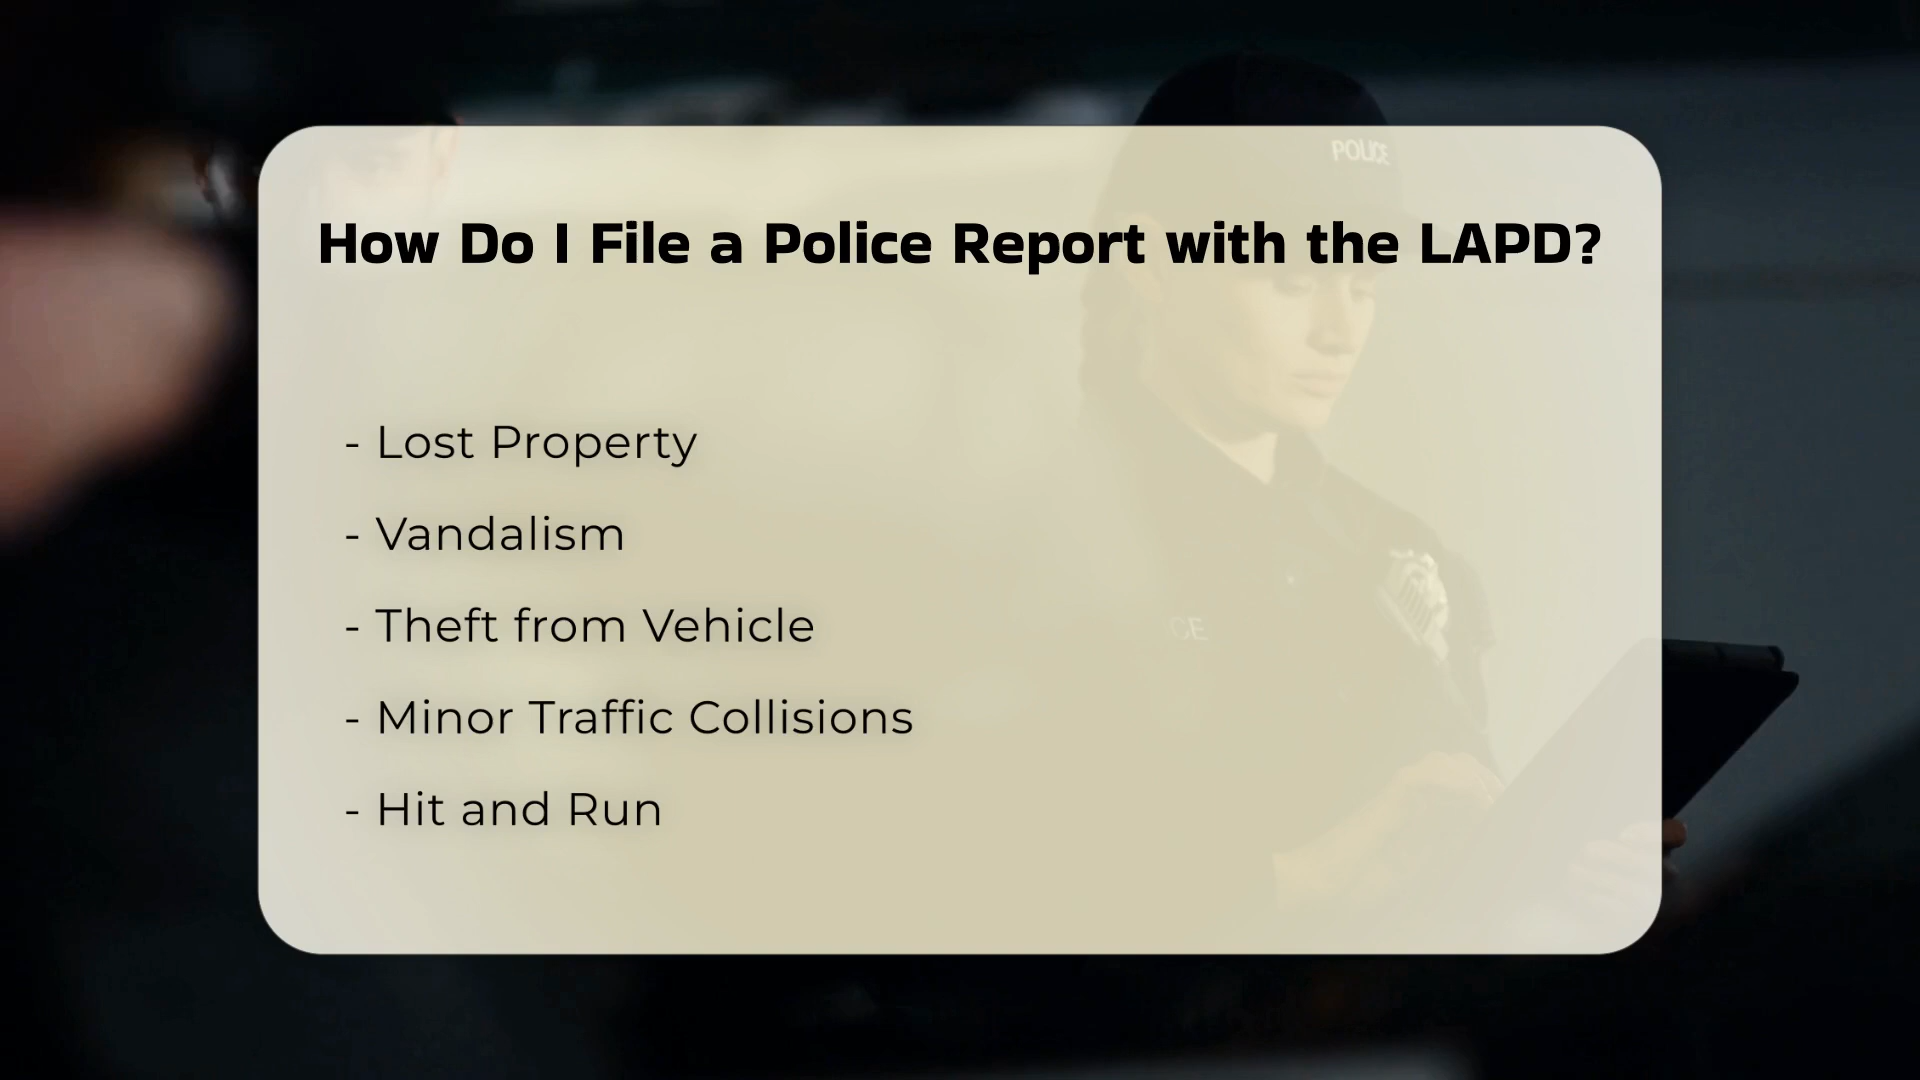 POLICE
How Do I File a Police Report with the LAPD?
- Lost Property
- Vandalism
- Theft from Vehicle
CE
- Minor Traffic Collisions
- Hit and Run